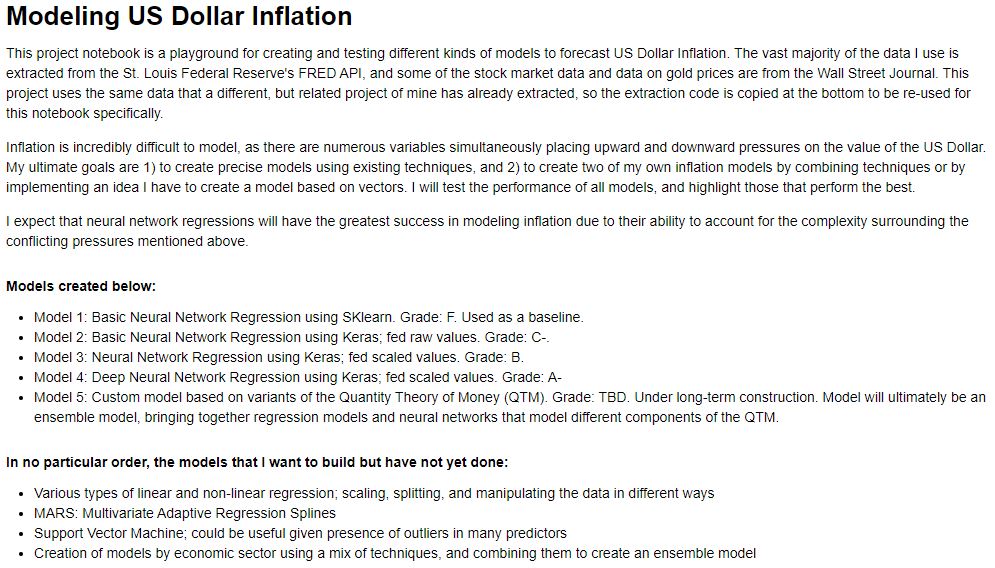 Modeling US Dollar Inflation
This project notebook is a playground for creating and testing different kinds of models to forecast US Dollar Inflation. The vast majority of the data I use is
extracted from the St. Louis Federal Reserve's FRED API, and some of the stock market data and data on gold prices are from the Wall Street Journal. This
project uses the same data that a different, but related project of mine has already extracted, so the extraction code is copied at the bottom to be re-used for
this notebook specifically.
Inflation is incredibly difficult to model, as there are numerous variables simultaneously placing upward and downward pressures on the value of the US Dollar.
My ultimate goals are 1) to create precise models using existing techniques, and 2) to create two of my own inflation models by combining techniques or by
implementing an idea I have to create a model based on vectors. I will test the performance of all models, and highlight those that perform the best.
I expect that neural network regressions will have the greatest success in modeling inflation due to their ability to account for the complexity surrounding the
conflicting pressures mentioned above.
Models created below:
• Model 1: Basic Neural Network Regression using SKlearn. Grade: F. Used as a baseline.
• Model 2: Basic Neural Network Regression using Keras; fed raw values. Grade: C-.
• Model 3: Neural Network Regression using Keras; fed scaled values. Grade: B.
• Model 4: Deep Neural Network Regression using Keras; fed scaled values. Grade: A-
• Model 5: Custom model based on variants of the Quantity Theory of Money (QTM). Grade: TBD. Under long-term construction. Model will ultimately be an
ensemble model, bringing together regression models and neural networks that model different components of the QTM.
In no particular order, the models that I want to build but have not yet done:
• Various types of linear and non-linear regression; scaling, splitting, and manipulating the data in different ways
• MARS: Multivariate Adaptive Regression Splines
• Support Vector Machine; could be useful given presence of outliers in many predictors
• Creation of models by economic sector using a mix of techniques, and combining them to create an ensemble model